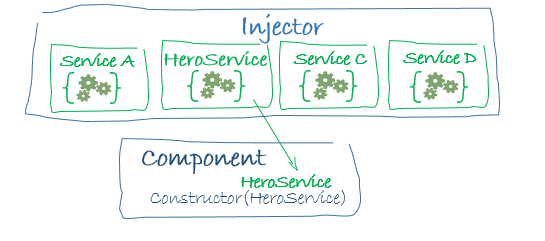 Injector
Service A
HeroService
Service C
Service D
{ }
{ }
{ }
{ }
Component
HeroService
Constructor(HeroService)